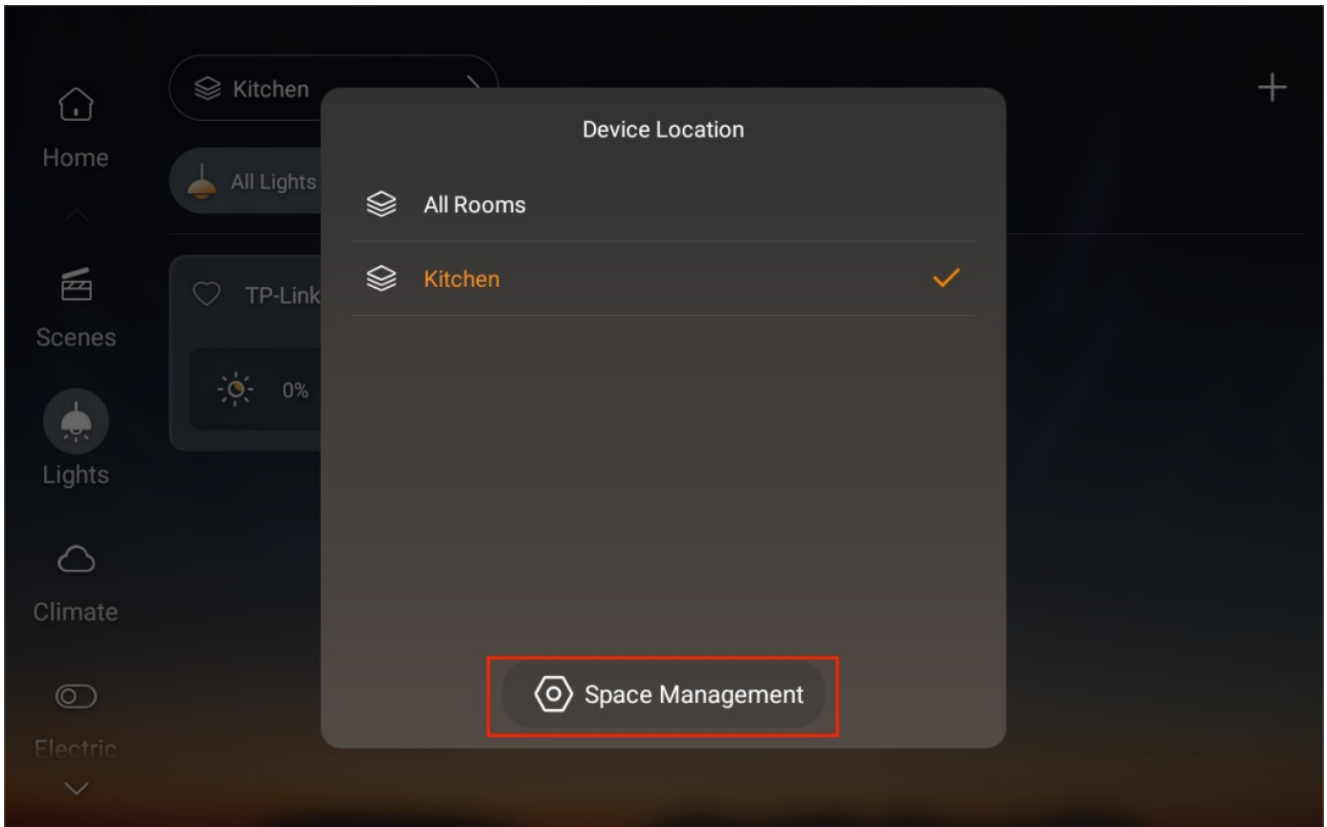 Kitchen
Home
All Lights
Scenes
TP-Link
0%
Lights
Climate
Electric
Device Location
All Rooms
Kitchen
Space Management